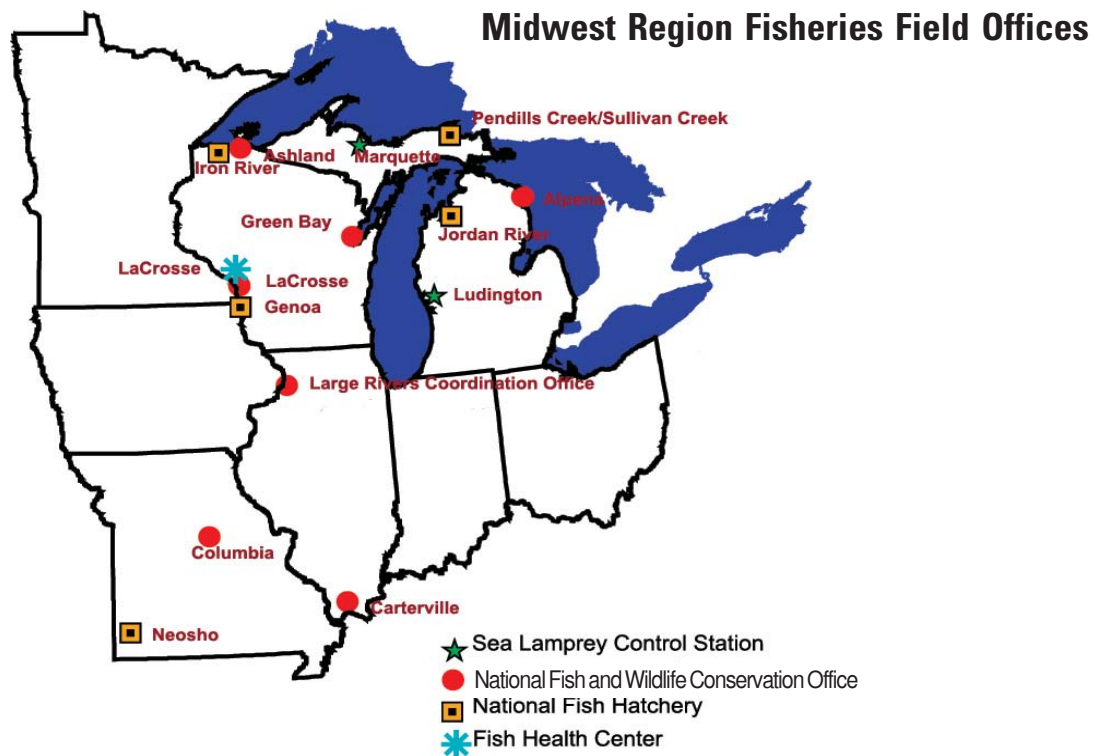 Midwest Region Fisheries Field Offices
Pendills Creek/Sullivan Creek
Ashland
Marquette
Iron River
Alpena
Green Bay
Jordan River
LaCrosse
LaCrosse
Ludington
Genoa
Large Rivers Coordination Office
Columbia
Carterville
Neosho
Sea Lamprey Control Station
National Fish and Wildlife Conservation Office
National Fish Hatchery
Fish Health Center